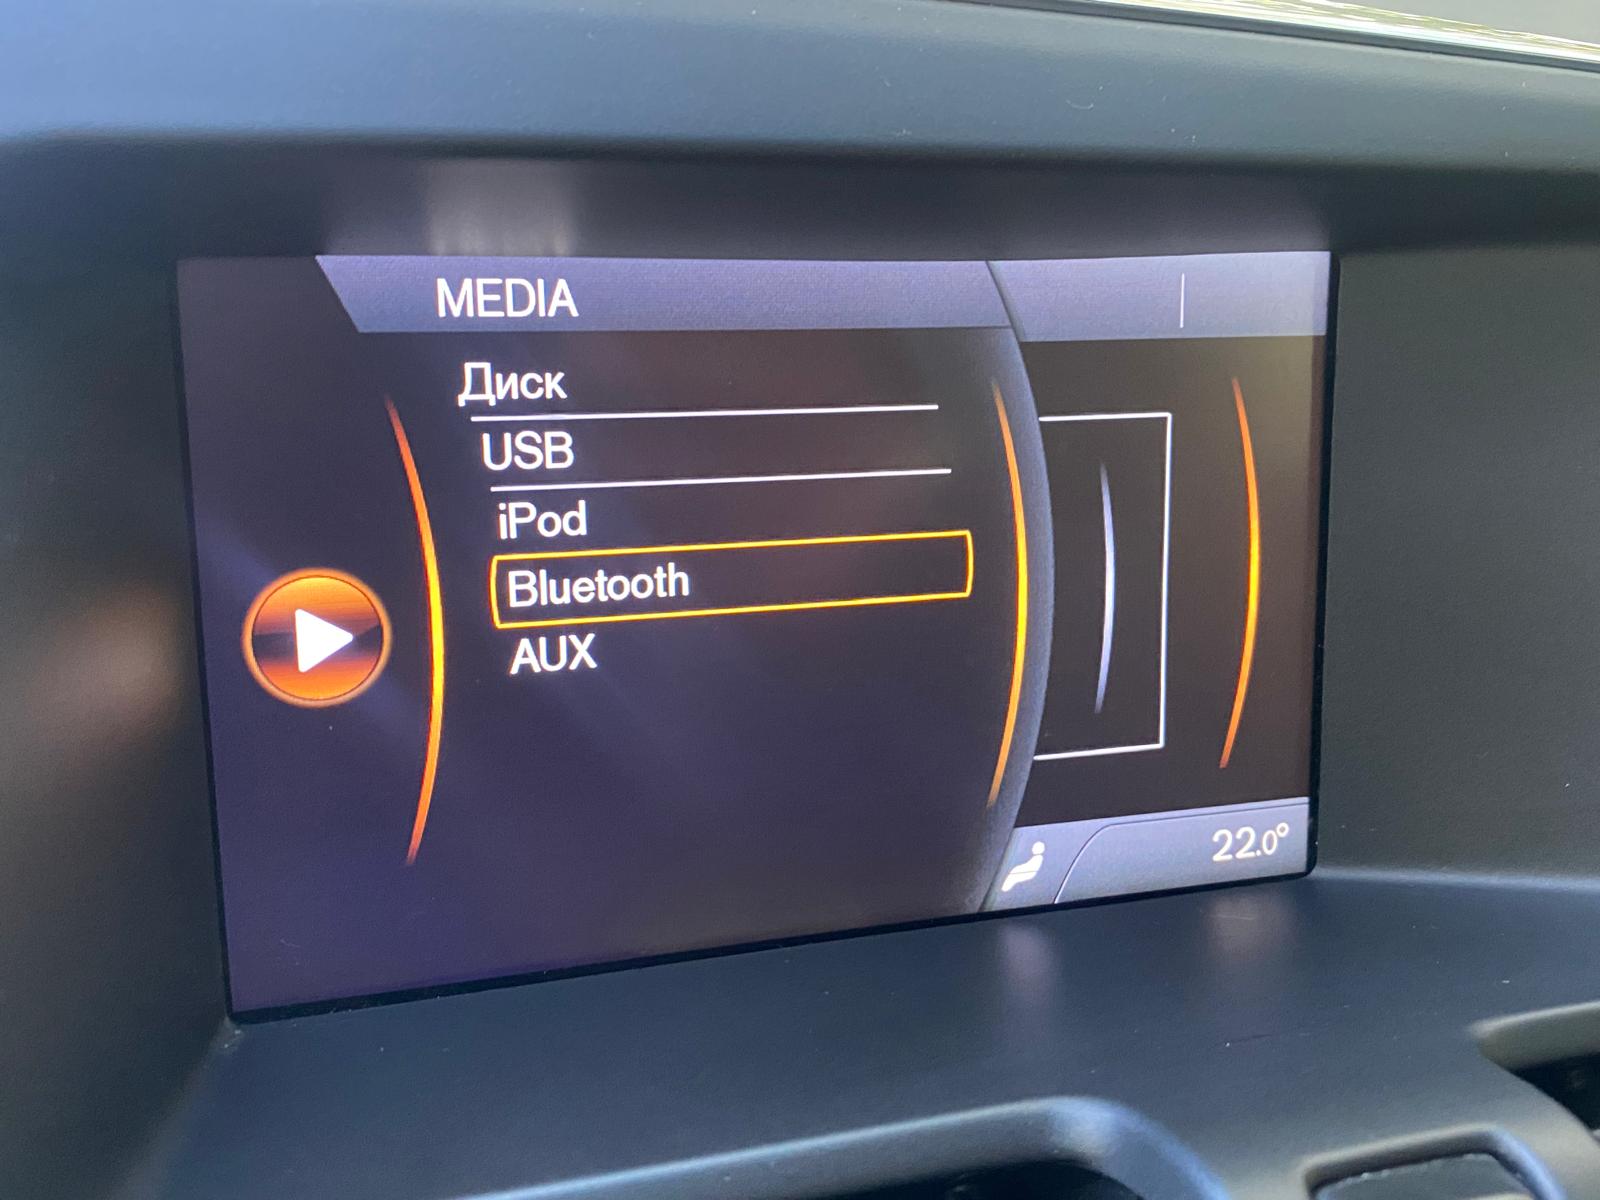 MEDIA
Диск
USB
iPod
Bluetooth
AUX
22.0°